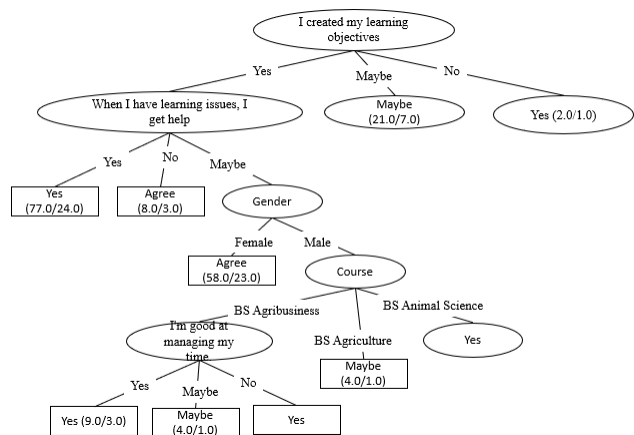 I created my learning
objectives
Yes
Maybe
No
When I have learning issues, I
get help
Maybe
(21.0/7.0)
Yes (2.0/1.0)
Yes
No
Maybe
Yes
(77.0/24.0)
Agree
(8.0/3.0)
Gender
Female
Male
Agree
(58.0/23.0)
Course
BS Agribusiness
BS Agriculture
BS Animal Science
I'm good at
managing my
time.
Maybe
(4.0/1.0)
Yes
Yes
Maybe
No
Yes (9.0/3.0)
Maybe
(4.0/1.0)
Yes